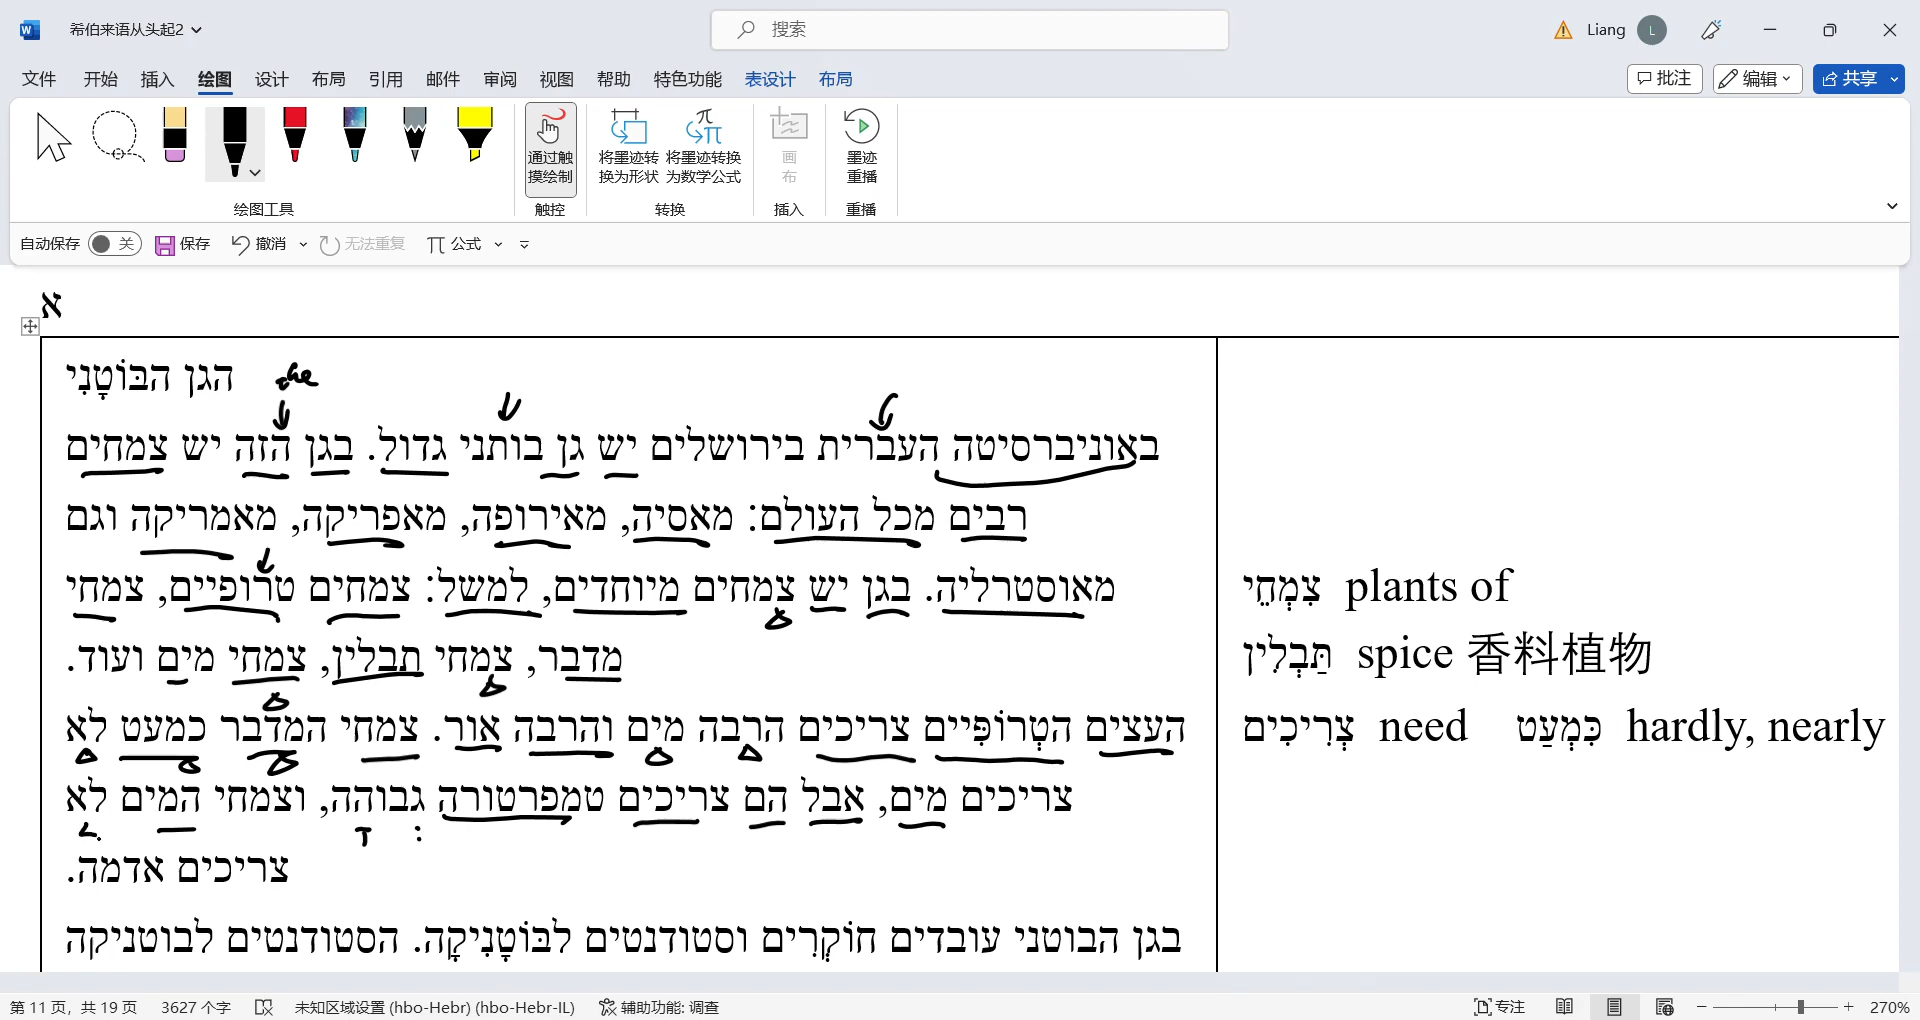 希伯来语从头起2
搜索
Liang
L
文件 开始 插入 绘图 设计 布局 引用 邮件 审阅 视图 帮助 特色功能 表设计 布局
批注 编辑 共享
通过触摸绘制
将墨迹转换为形状
将墨迹转换为数学公式
画布
墨迹重播
绘图工具 触控 转换 插入 重播
自动保存 关 保存 撤消 无法重复 公式
א
הגן הבּוֹטָנִי
the
באוניברסיטה העברית בירושלים יש גן בותני גדול. בגן הזה יש צמחים
רבים מכל העולם: מאסיה, מאירופה, מאפריקה, מאמריקה וגם
מאוסטרליה. בגן יש צמחים מיוחדים, למשל: צמחים טרופיים, צמחי
מדבר, צמחי תבלין, צמחי מים ועוד.
העצים הטְרוֹפִּיים צריכים הרבה מים והרבה אור. צמחי המדבר כמעט לא
צריכים מים, אבל הם צריכים טמפרטורה גבוהה, וצמחי המים לא
צריכים אדמה.
בגן הבוטני עובדים חוֹקְרִים וסטודנטים לבּוֹטָנִיקָה. הסטודנטים לבוטניקה
צִמְחֵי plants of
תַּבְלִין spice 香料植物
צְרִיכִים need כִּמְעַט hardly, nearly
第 11 页，共 19 页 3627 个字 未知区域设置 (hbo-Hebr) (hbo-Hebr-IL) 辅助功能: 调查 专注 270%